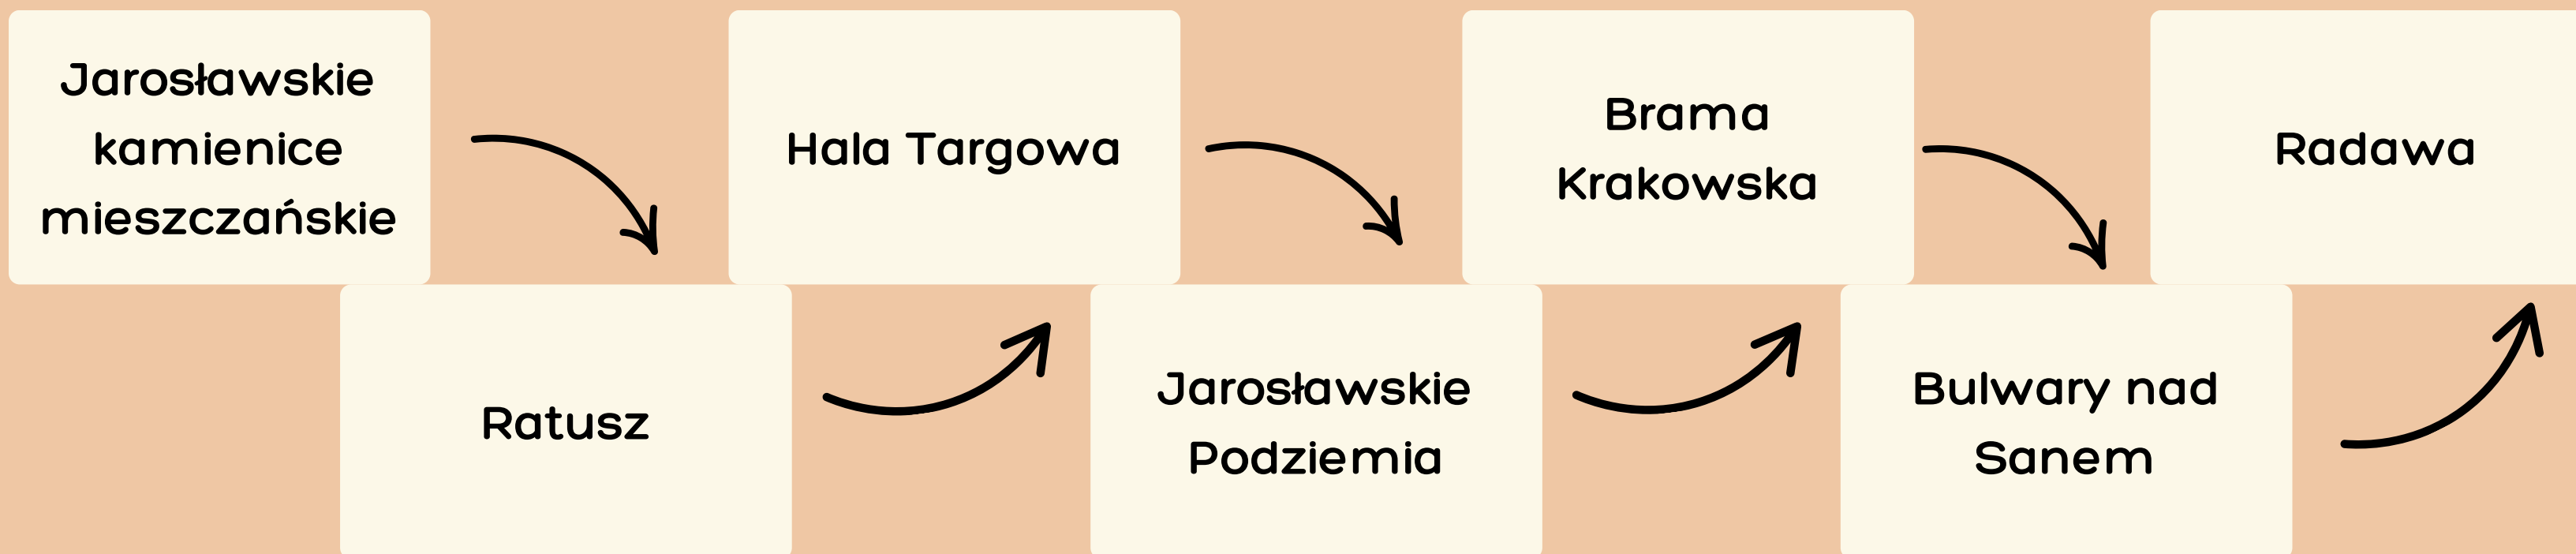 Jarosławskie
kamienice
mieszczańskie
Ratusz
Hala Targowa
Jarosławskie
Podziemia
Brama
Krakowska
Bulwary nad
Sanem
Radawa